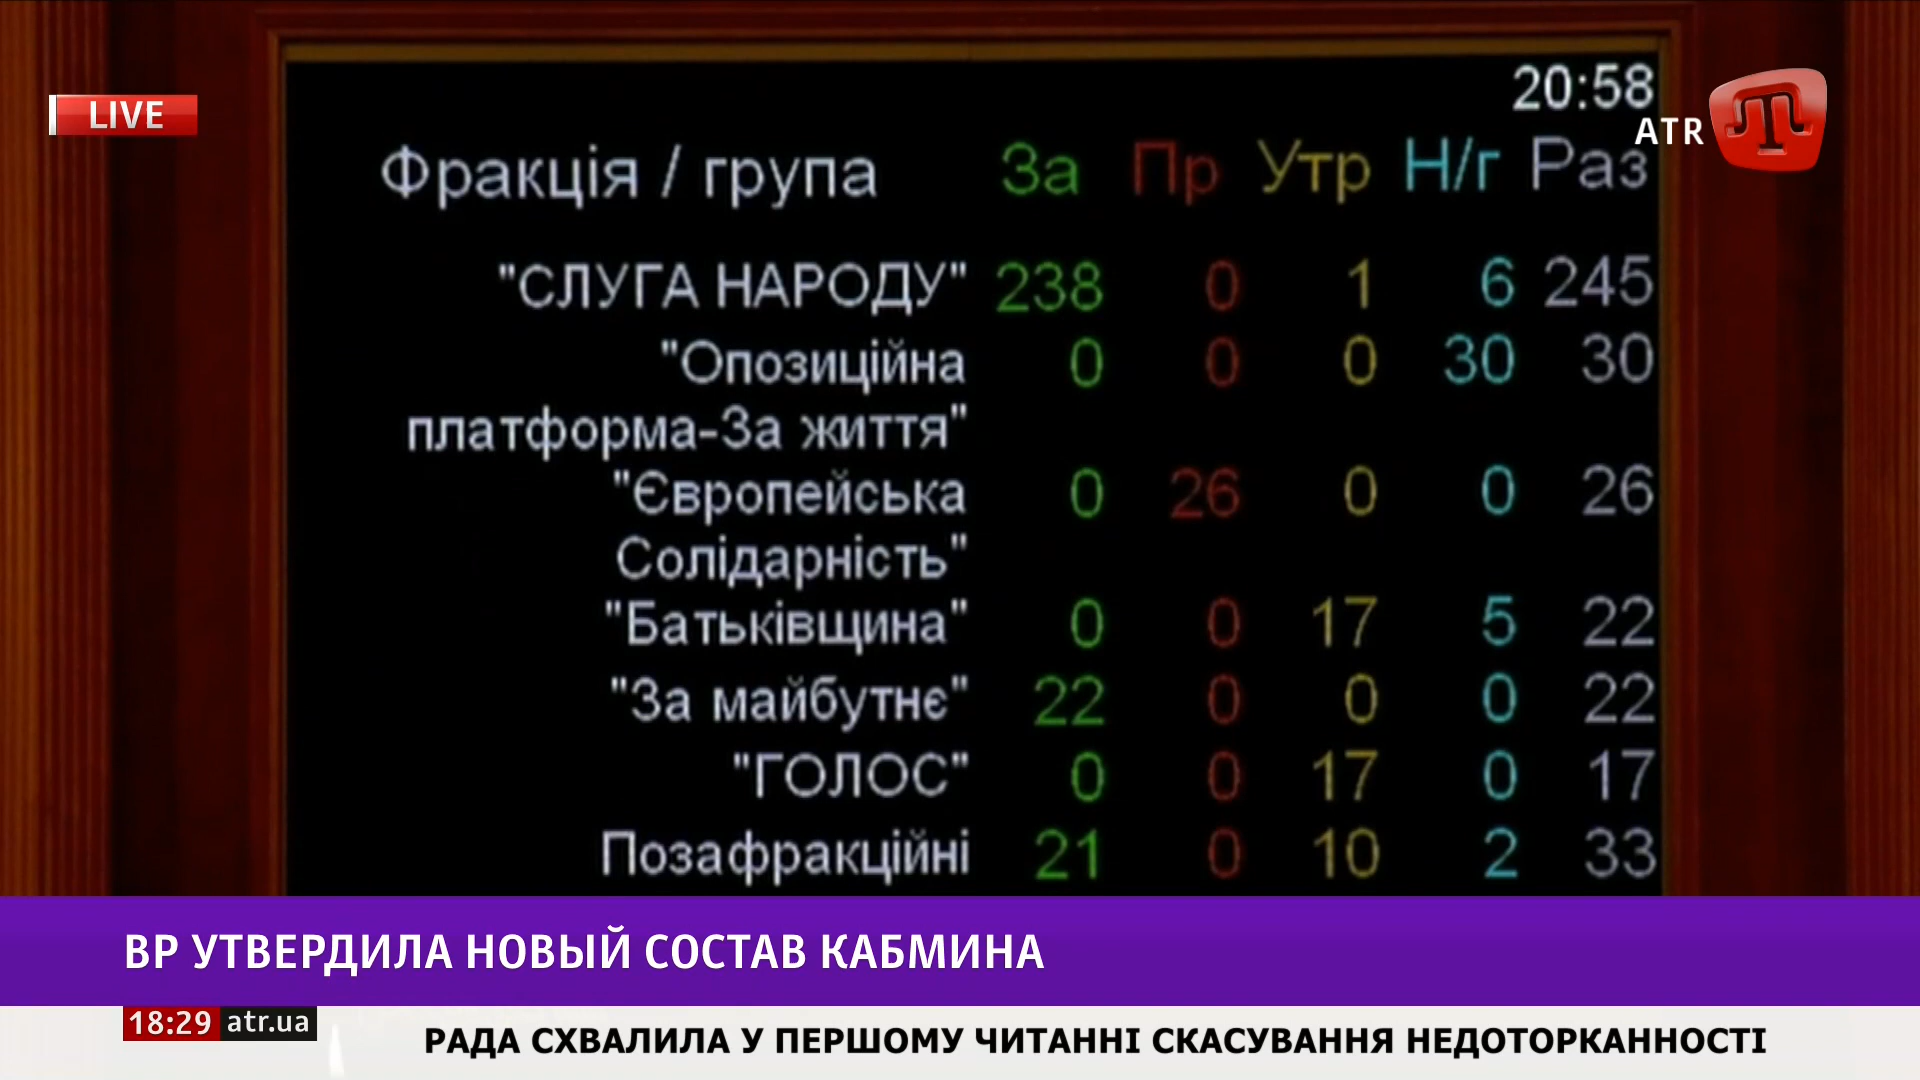 20:58
LIVE
ATR
Фракція / група За Пр Утр Н/г Раз
"СЛУГА НАРОДУ" 238 0 1 6 245
"Опозиційна 0 0 0 30 30
платформа-За життя"
"Європейська 0 26 0 0 26
Солідарність"
"Батьківщина" 0 0 17 5 22
"За майбутнє" 22 0 0 0 22
"ГОЛОС" 0 0 17 0 17
Позафракційні 21 0 10 2 33
ВР УТВЕРДИЛА НОВЫЙ СОСТАВ КАБМИНА
18:29 atr.ua
РАДА СХВАЛИЛА У ПЕРШОМУ ЧИТАННІ СКАСУВАННЯ НЕДОТОРКАННОСТІ